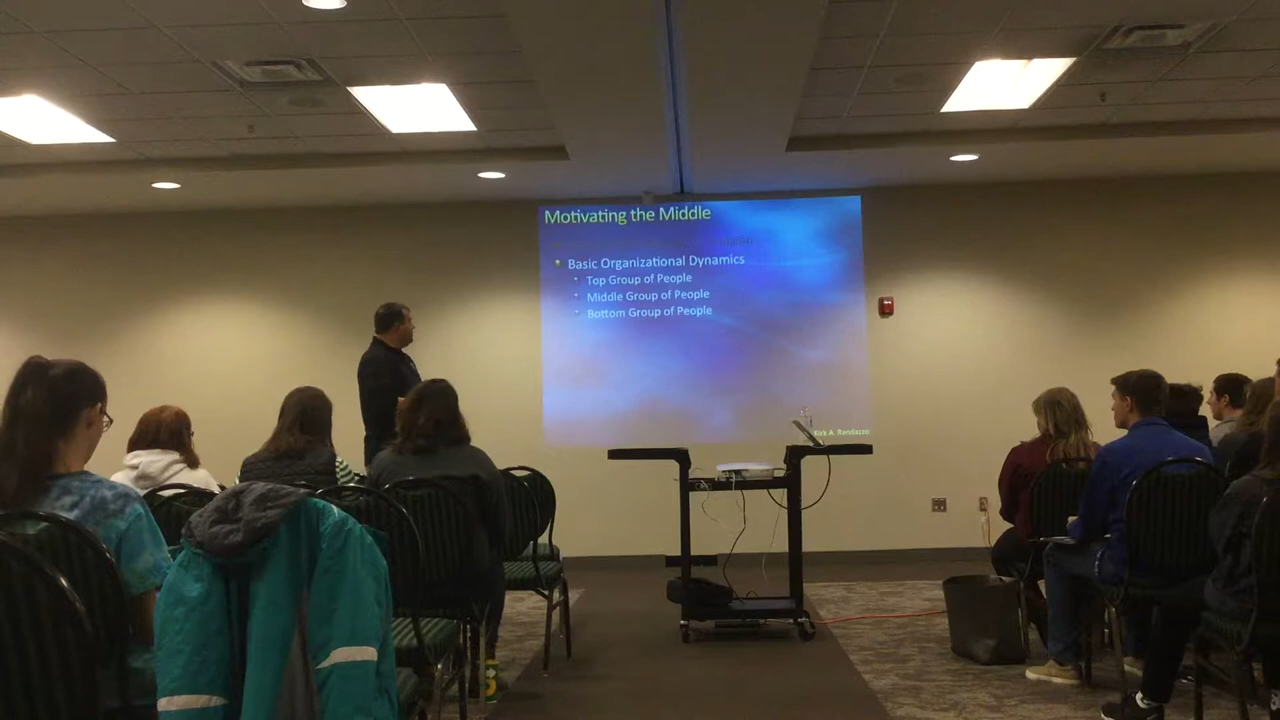 Motivating the Middle
Basic Organizational Dynamics
Top Group of People
Middle Group of People
Bottom Group of People
Kirk A. Randazzo